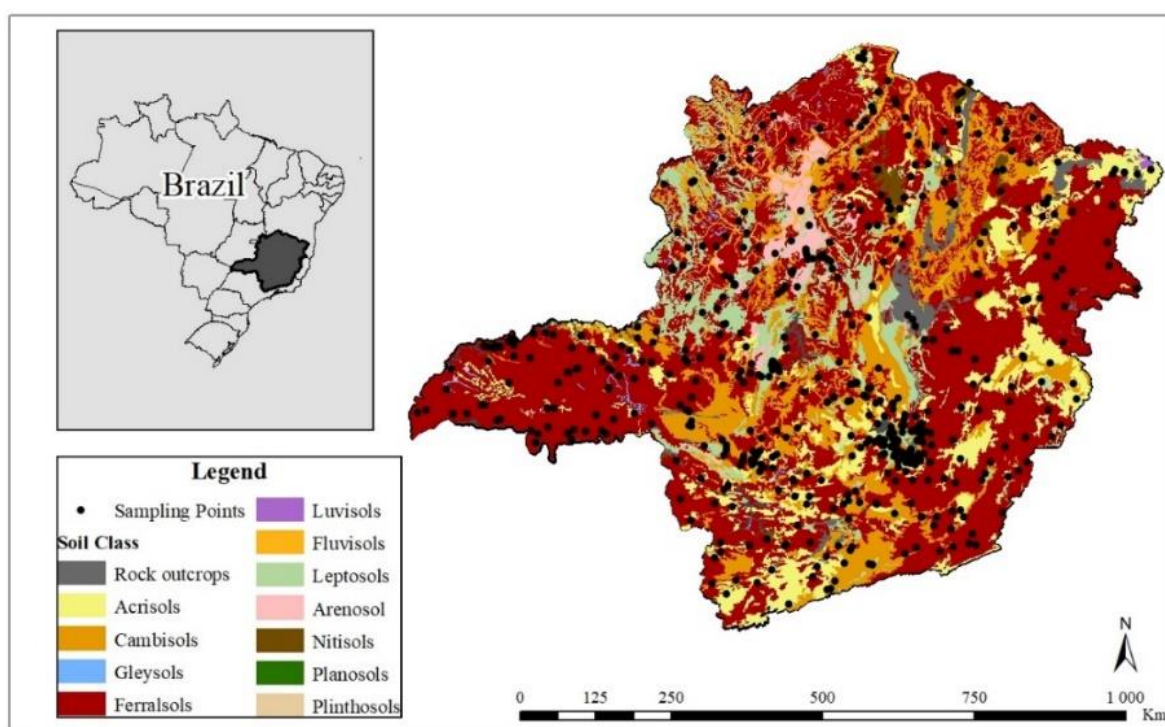 Brazil
Legend
Sampling Points
Soil Class
Rock outcrops
Acrisols
Cambisols
Gleysols
Ferralsols
Luvisols
Fluvisols
Leptosols
Arenosol
Nitisols
Planosols
Plinthosols
N
0 125 250 500 750 1 000
Km